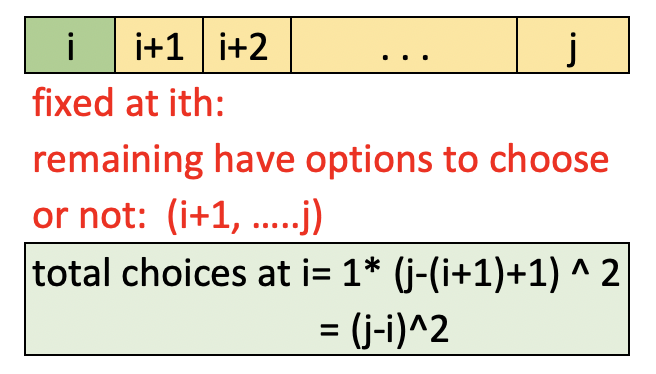 i i+1 i+2 . . . j
fixed at ith:
remaining have options to choose
or not: (i+1, .....j)
total choices at i= 1* (j-(i+1)+1) ^ 2
= (j-i)^2